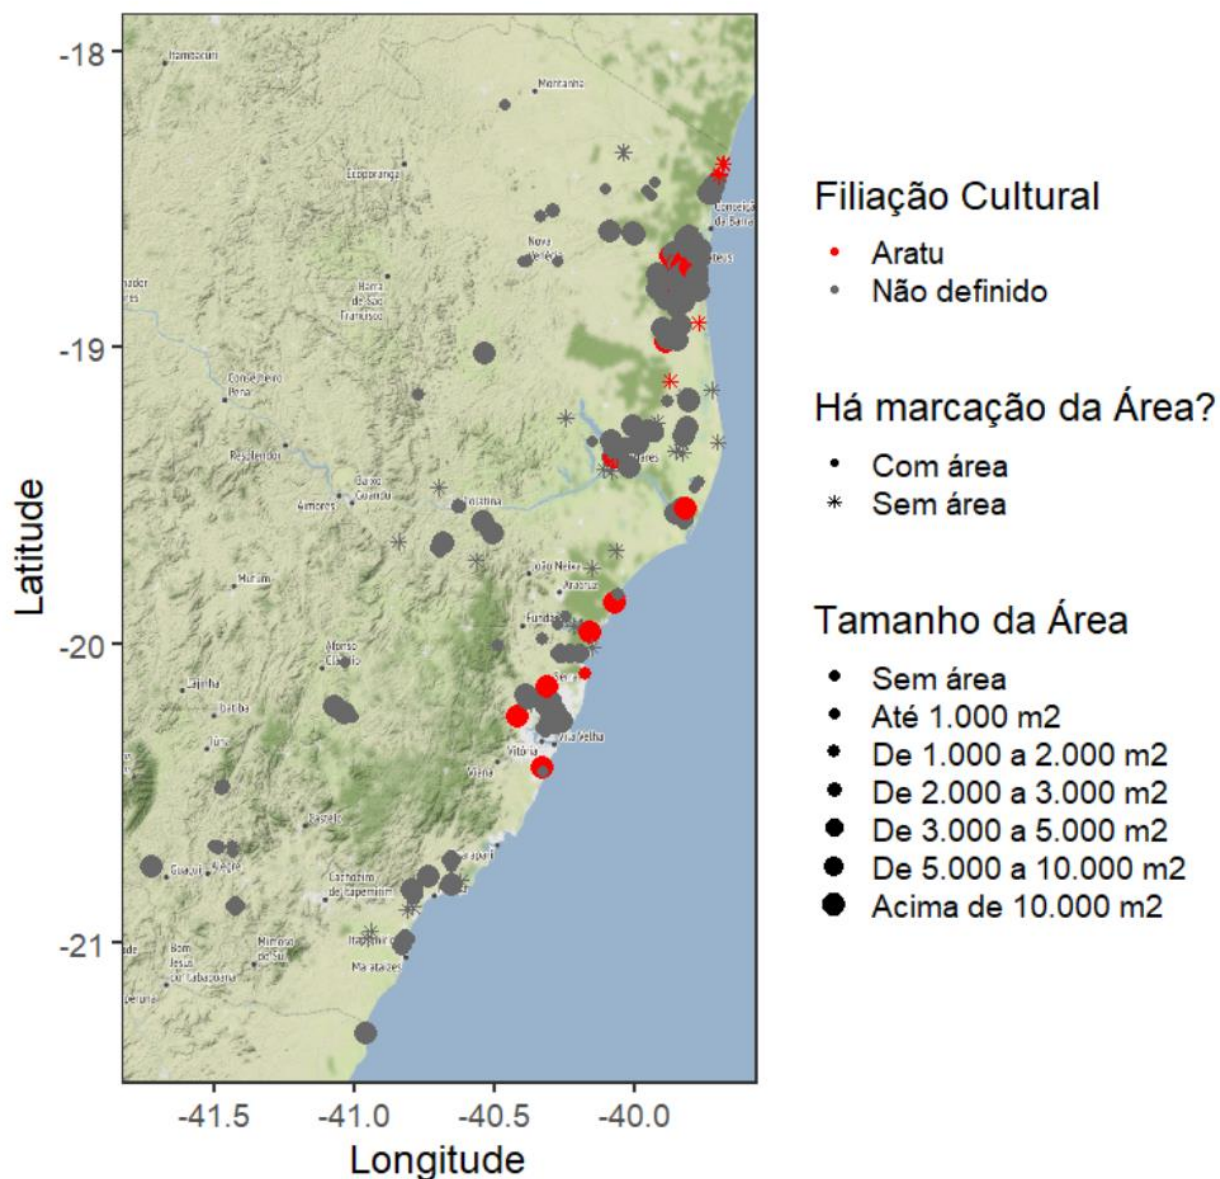 -18
-19
-20
-21
Latitude
-41.5
-41.0
-40.5
-40.0
Longitude
Itambacuri
Montanha
Ecoporanga
Conceição
da Barra
Nova
Venécia
Barra
de São
Francisco
Conselheiro
Pena
Resplendor
Baixo
Guandu
Aimorés
Colatina
Mutum
João Neiva
Aracruz
Afonso
Cláudio
Lajinha
Ibatiba
Iúna
Serra
Vila Velha
Vitória
Viana
Castelo
Guaçuí
Alegre
Cachoeiro
de Itapemirim
Mimoso
do Sul
Bom
Jesus
do Itabapoana
Marataízes
Filiação Cultural
Aratu
Não definido
Há marcação da Área?
Com área
Sem área
Tamanho da Área
Sem área
Até 1.000 m2
De 1.000 a 2.000 m2
De 2.000 a 3.000 m2
De 3.000 a 5.000 m2
De 5.000 a 10.000 m2
Acima de 10.000 m2